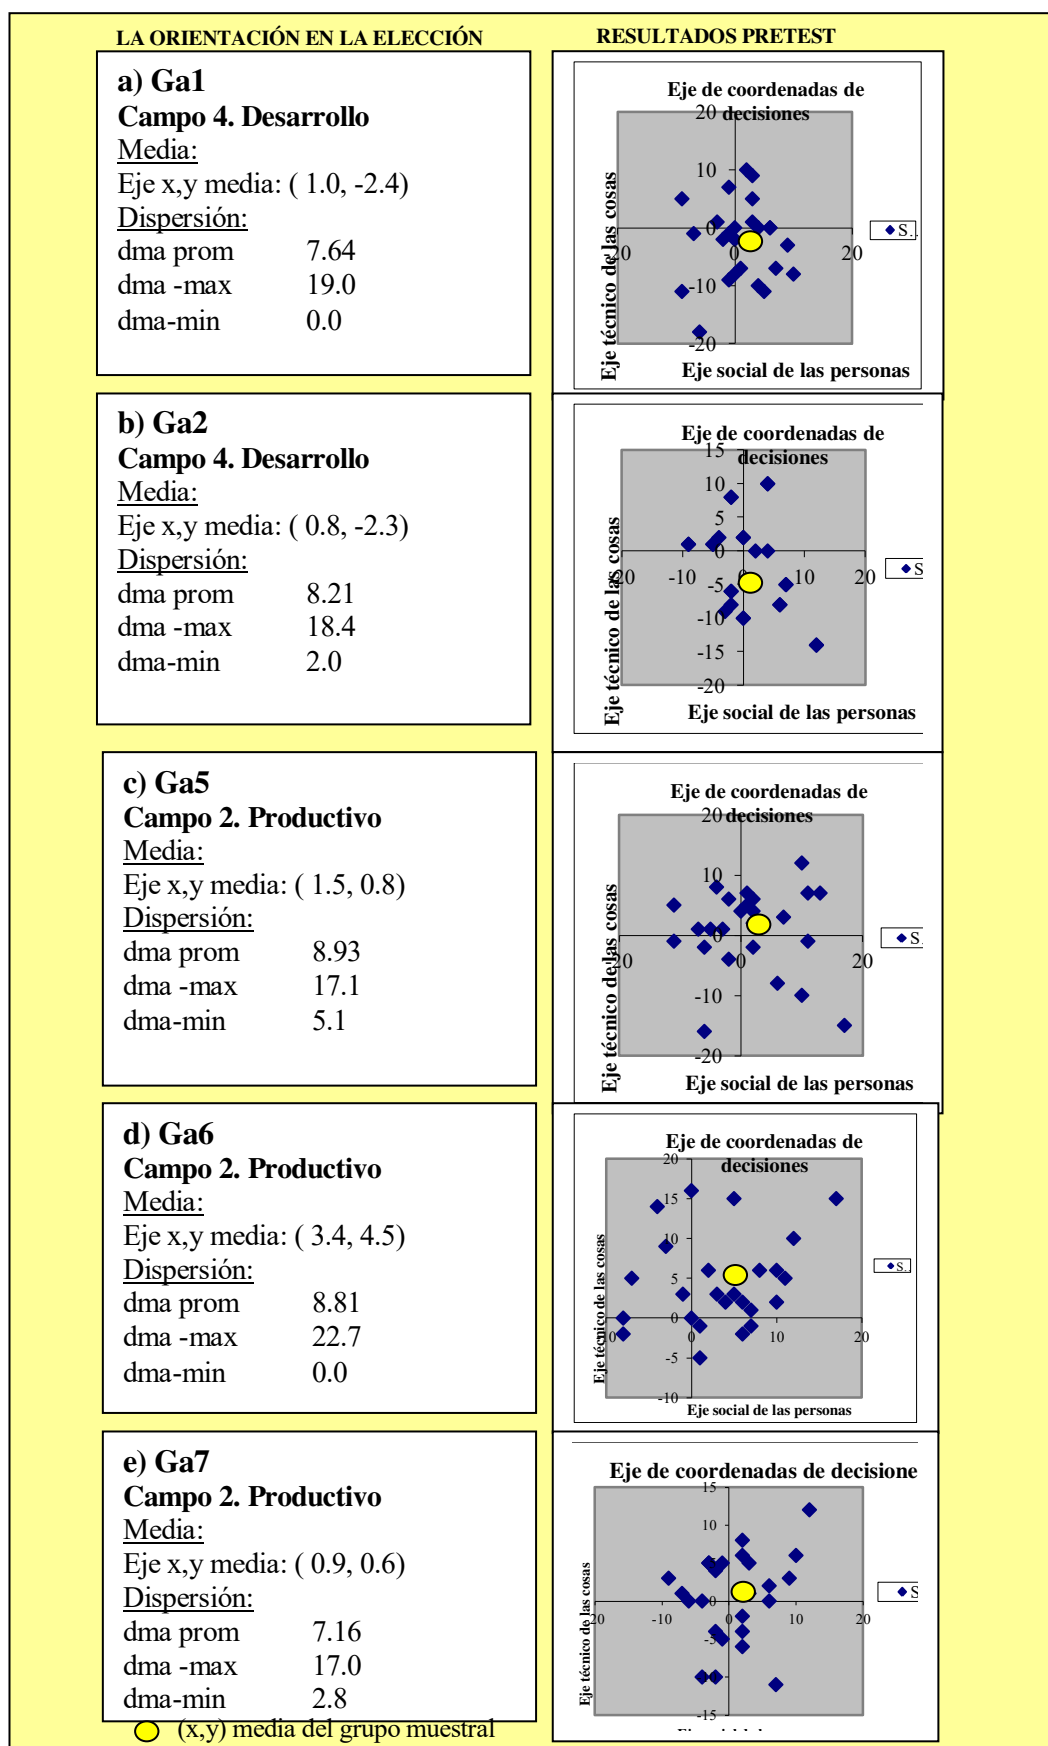 LA ORIENTACIÓN EN LA ELECCIÓN
RESULTADOS PRETEST
a) Ga1
Campo 4. Desarrollo
Media:
Eje x,y media: ( 1.0, -2.4)
Dispersión:
dma prom 7.64
dma -max 19.0
dma-min 0.0
Eje de coordenadas de
decisiones
20
10
0
-10
-20
20
0
20
Eje técnico de las cosas
Eje social de las personas
S..
b) Ga2
Campo 4. Desarrollo
Media:
Eje x,y media: ( 0.8, -2.3)
Dispersión:
dma prom 8.21
dma -max 18.4
dma-min 2.0
Eje de coordenadas de
decisiones
15
10
5
0
-5
-10
-15
-20
20
-10
0
10
20
Eje técnico de las cosas
Eje social de las personas
S
c) Ga5
Campo 2. Productivo
Media:
Eje x,y media: ( 1.5, 0.8)
Dispersión:
dma prom 8.93
dma -max 17.1
dma-min 5.1
Eje de coordenadas de
decisiones
20
10
0
-10
-20
20
0
20
Eje técnico de las cosas
Eje social de las personas
S.
d) Ga6
Campo 2. Productivo
Media:
Eje x,y media: ( 3.4, 4.5)
Dispersión:
dma prom 8.81
dma -max 22.7
dma-min 0.0
Eje de coordenadas de
decisiones
20
15
10
5
0
-5
-10
10
0
10
20
Eje técnico de las cosas
Eje social de las personas
S..
e) Ga7
Campo 2. Productivo
Media:
Eje x,y media: ( 0.9, 0.6)
Dispersión:
dma prom 7.16
dma -max 17.0
dma-min 2.8
(x,y) media del grupo muestral
Eje de coordenadas de decisione
15
10
5
0
-5
-10
-15
20
-10
0
10
20
Eje técnico de las cosas
S